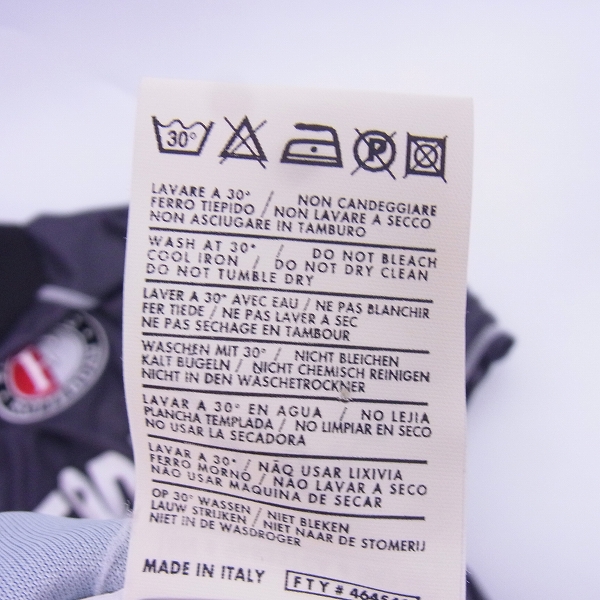 30°
P
LAVARE A 30° / NON CANDEGGIARE
FERRO TIEPIDO / NON LAVARE A SECCO
NON ASCIUGARE IN TAMBURO
WASH AT 30° / DO NOT BLEACH
COOL IRON / DO NOT DRY CLEAN
DO NOT TUMBLE DRY
LAVER A 30° AVEC EAU / NE PAS BLANCHIR
FER TIEDE / NE PAS LAVER À SEC
NE PAS SECHAGE EN TAMBOUR
WASCHEN MIT 30° / NICHT BLEICHEN
KALT BUGELN / NICHT CHEMISCH REINIGEN
NICHT IN DEN WASCHETROCKNER
LAVAR A 30° EN AGUA / NO LEJIA
PLANCHA TEMPLADA / NO LIMPIAR EN SECO
NO USAR LA SECADORA
LAVAR A 30° / NÃO USAR LIXIVIA
FERRO MORNO / NÃO LAVAR A SECO
NÃO USAR MAQUINA DE SECAR
OP 30° WASSEN / NIET BLEKEN
LAUW STRIJKEN / NIET NAAR DE STOMERIJ
NIET IN DE WASDROGER
MADE IN ITALY FTY #